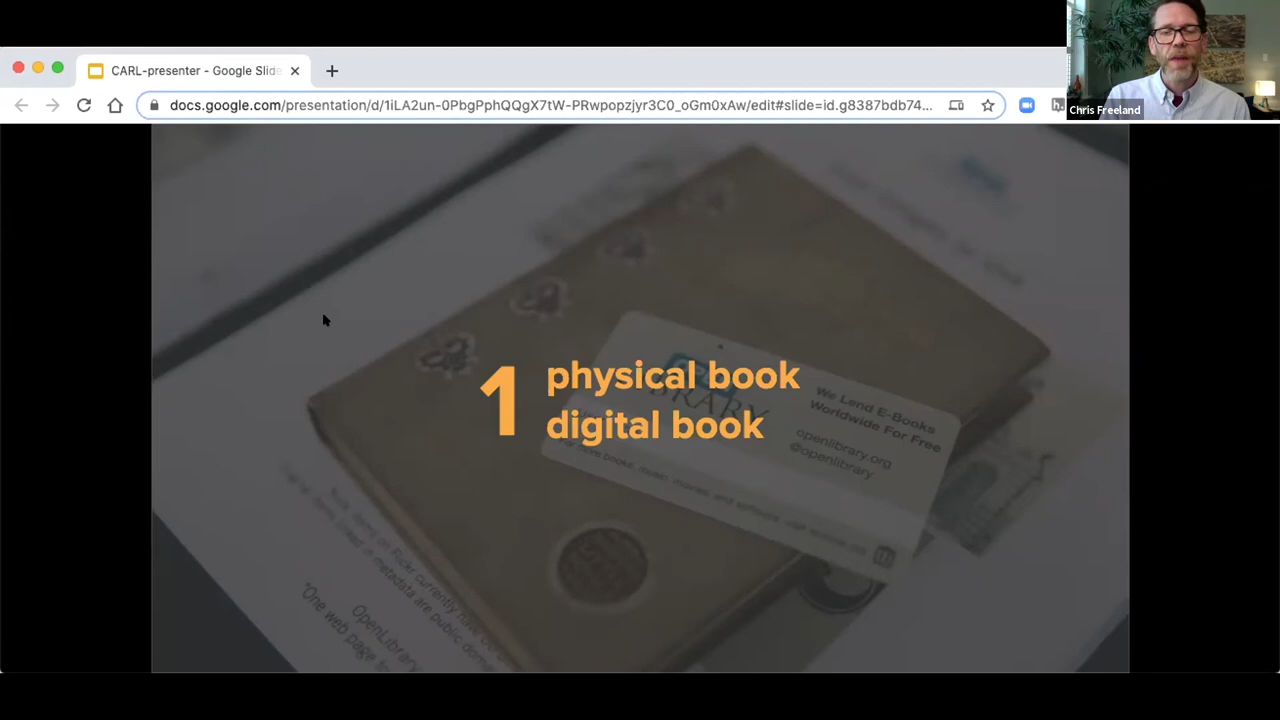 CARL-presenter - Google Slide
docs.google.com/presentation/d/1iLA2un-0PbgPphQQgX7tW-PRwpopzjyr3C0_oGm0xAw/edit#slide=id.g8387bdb74...
h.
Chris Freeland
1
physical book
digital book
We Lend E-Books
Worldwide For Free
openlibrary.org
@openlibrary
OpenLibrary
"One web page